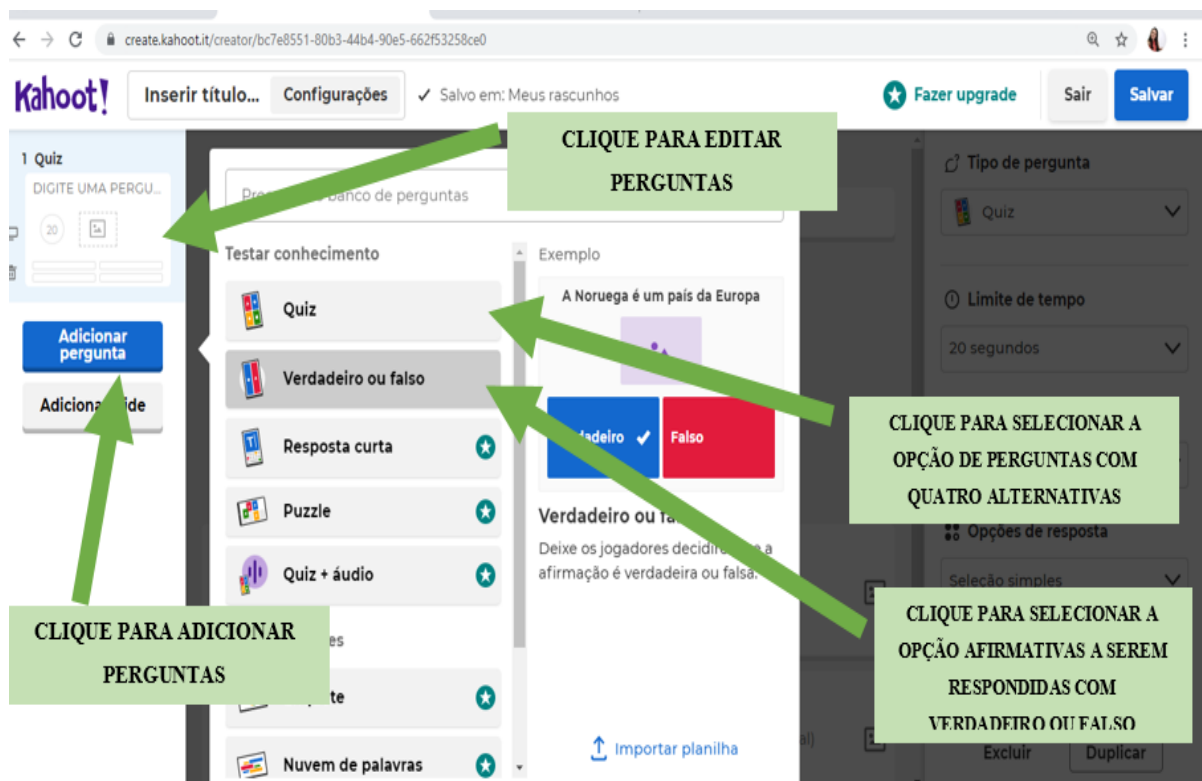 create.kahoot.it/creator/bc7e8551-80b3-44b4-90e5-662f53258ce0
Kahoot!
Inserir título...
Configurações
✓ Salvo em: Meus rascunhos
Fazer upgrade
Sair
Salvar
1 Quiz
DIGITE UMA PERGU...
20
Adicionar
pergunta
CLIQUE PARA EDITAR
PERGUNTAS
banco de perguntas
Testar conhecimento
Quiz
Verdadeiro ou falso
Resposta curta
Puzzle
Quiz + áudio
Nuvem de palavras
Exemplo
A Noruega é um país da Europa
Falso
Verdadeiro ou
Deixe os jogadores
afirmação é verdadeira ou falsa.
Importar planilha
Tipo de pergunta
Quiz
Limite de tempo
20 segundos
CLIQUE PARA SELECIONAR A
OPÇÃO DE PERGUNTAS COM
QUATRO ALTERNATIVAS
Opções de resposta
Seleção simples
CLIQUE PARA SELECIONAR A
OPÇÃO AFIRMATIVAS A SEREM
RESPONDIDAS COM
VERDADEIRO OU FALSO
CLIQUE PARA ADICIONAR
PERGUNTAS
Excluir
Duplicar